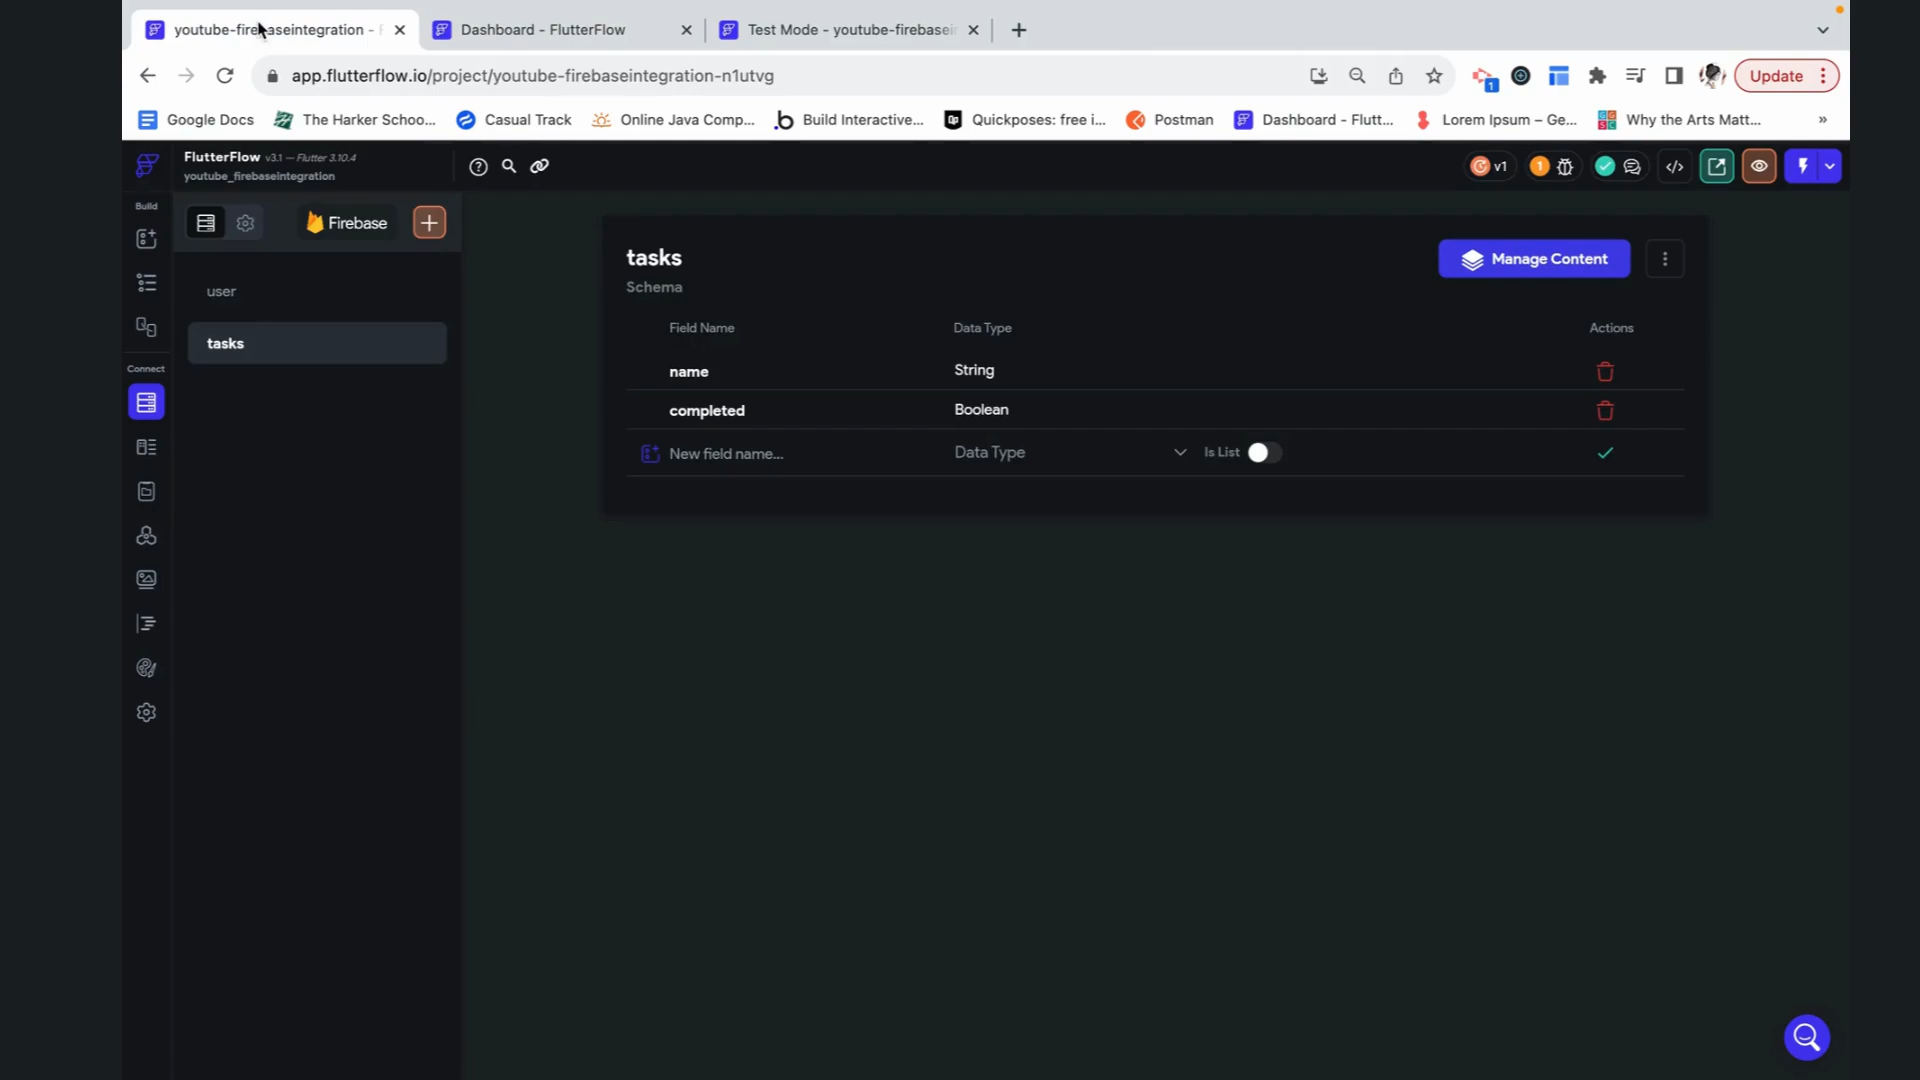 youtube-firebaseintegration - F
Dashboard - FlutterFlow
Test Mode - youtube-firebasein
app.flutterflow.io/project/youtube-firebaseintegration-n1utvg
1
Update
Google Docs
The Harker Schoo...
Casual Track
Online Java Comp...
Build Interactive...
Quickposes: free i...
Postman
Dashboard - Flutt...
Lorem Ipsum – Ge...
Why the Arts Matt...
»
FlutterFlow v3.1 — Flutter 3.10.4
youtube_firebaseintegration
v1
1
Build
Firebase
user
tasks
Connect
tasks
Schema
Manage Content
Field Name
Data Type
Actions
name
String
completed
Boolean
New field name...
Data Type
Is List